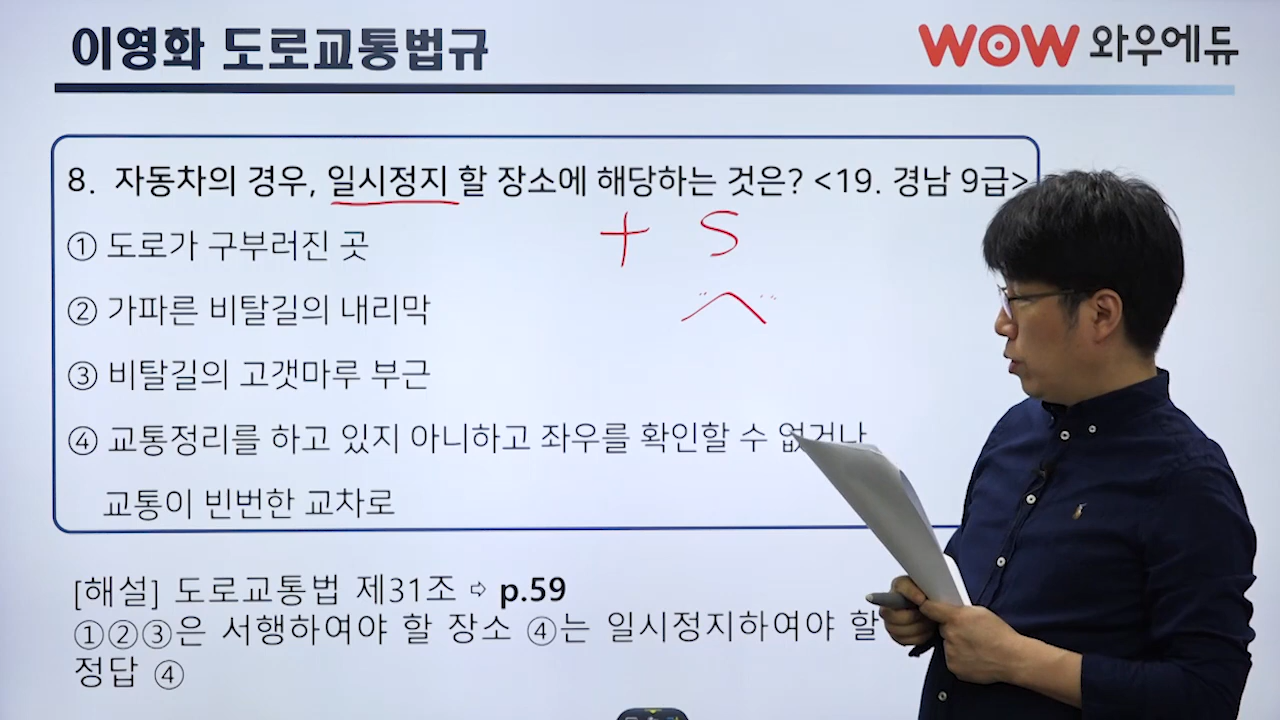 이영화 도로교통법규
WOW 와우에듀
8. 자동차의 경우, 일시정지 할 장소에 해당하는 것은? <19. 경남 9급>
+ S
① 도로가 구부러진 곳
② 가파른 비탈길의 내리막
③ 비탈길의 고갯마루 부근
④ 교통정리를 하고 있지 아니하고 좌우를 확인할 수 없거나
교통이 빈번한 교차로
[해설] 도로교통법 제31조 ⇨ p.59
①②③은 서행하여야 할 장소 ④는 일시정지하여야 할
정답 ④